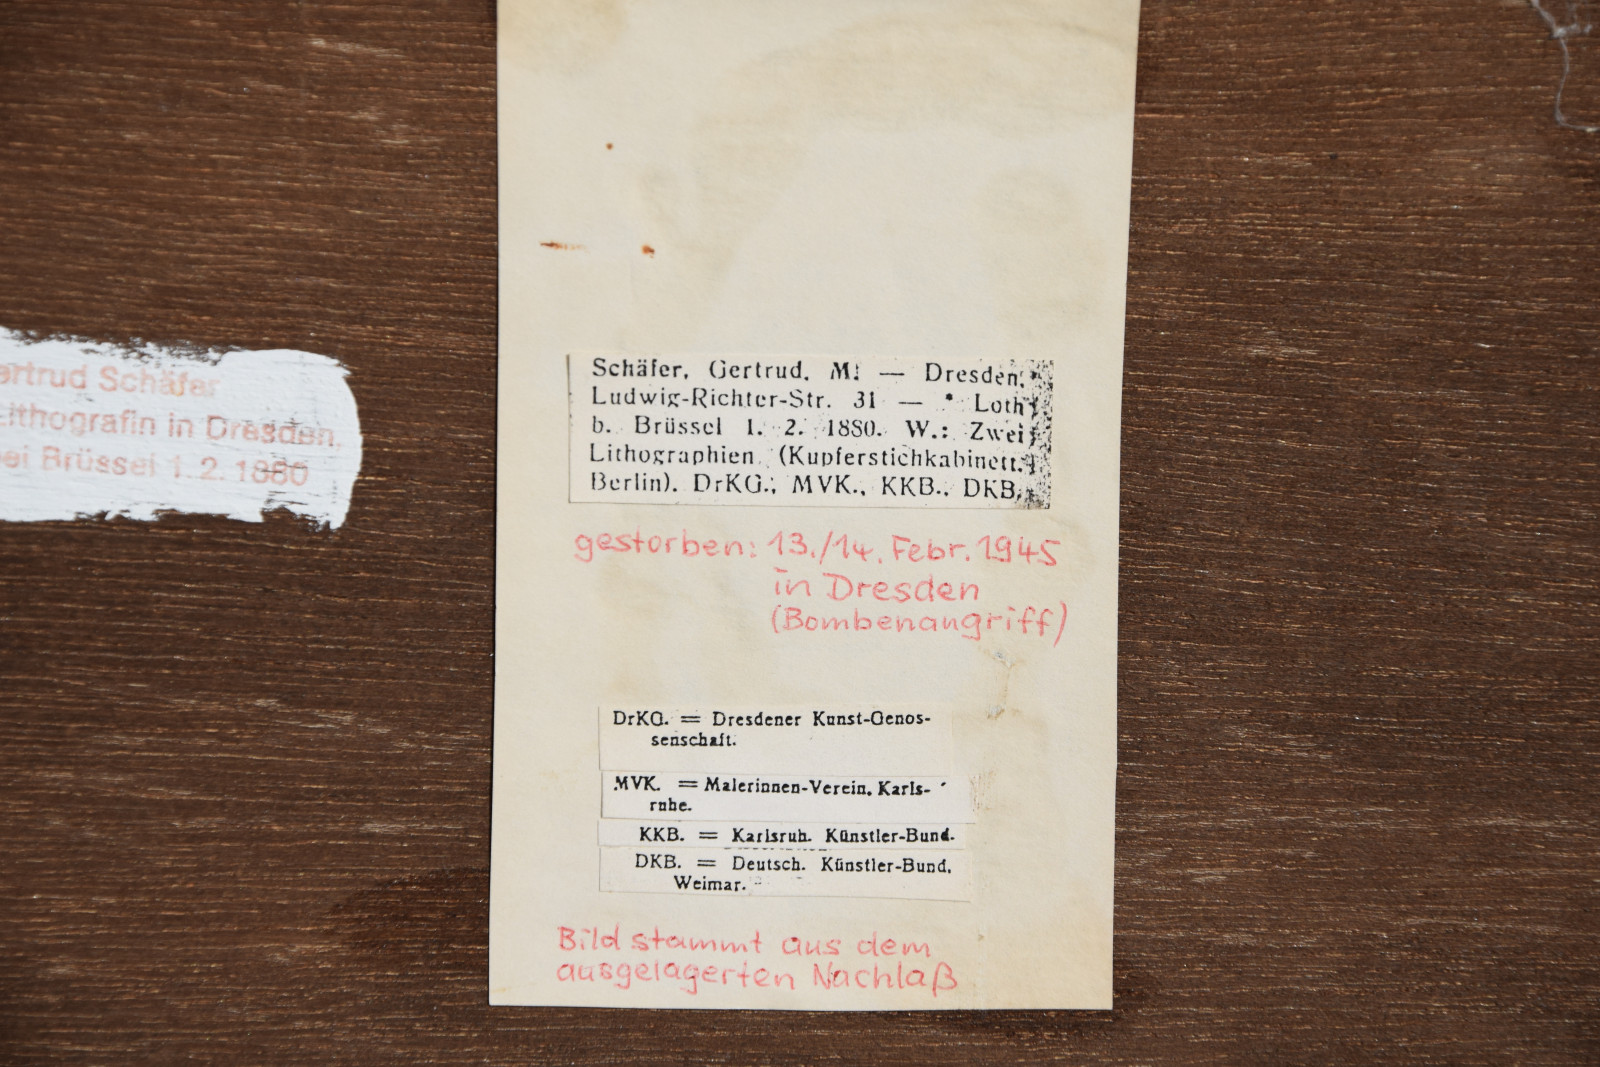 ertrud Schäfer
Lithografin in Dresden,
ei Brüssel 1.2.1880
Schäfer, Gertrud, M. — Dresden,
Ludwig-Richter-Str. 31 — * Loth
b. Brüssel 1. 2. 1880. W.: Zwei
Lithographien (Kupferstichkabinett,
Berlin). DrKG., MVK., KKB., DKB.
gestorben: 13./14. Febr. 1945
in Dresden
(Bombenangriff)
DrKG. = Dresdener Kunst-Genos-
senschaft.
MVK. = Malerinnen-Verein, Karls-
ruhe.
KKB. = Karlsruh. Künstler-Bund.
DKB. = Deutsch. Künstler-Bund,
Weimar.
Bild stammt aus dem
ausgelagerten Nachlaß